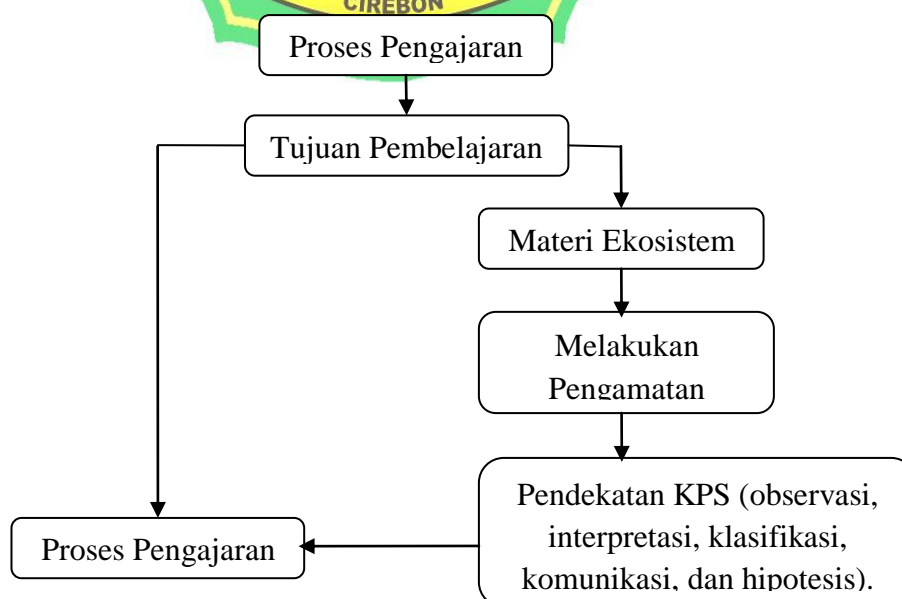 CIREBON
Proses Pengajaran
Tujuan Pembelajaran
Materi Ekosistem
Melakukan
Pengamatan
Pendekatan KPS (observasi,
interpretasi, klasifikasi,
komunikasi, dan hipotesis).
Proses Pengajaran